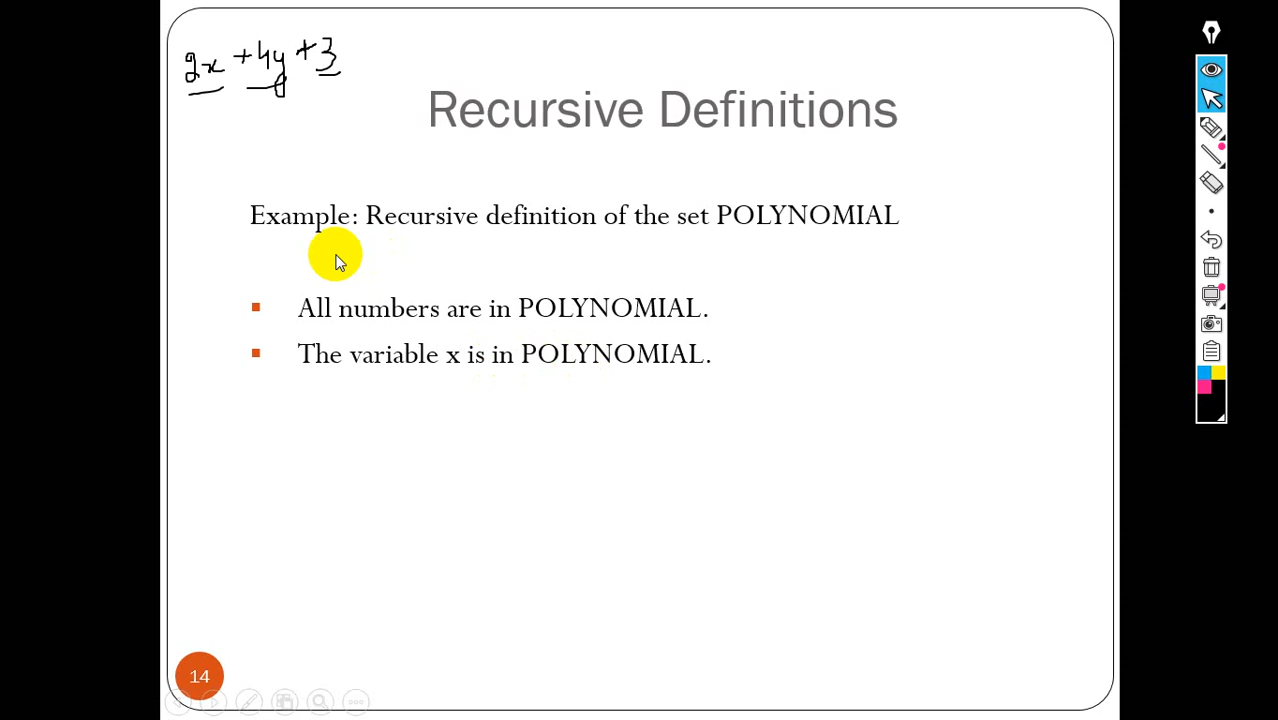 2x + 4y + 3
Recursive Definitions
Example: Recursive definition of the set POLYNOMIAL
All numbers are in POLYNOMIAL.
The variable x is in POLYNOMIAL.
14